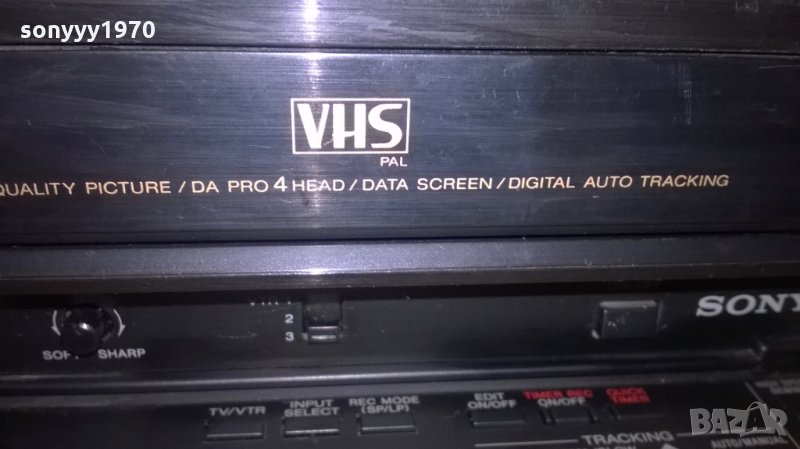 sonyyy1970
VHS
PAL
QUALITY PICTURE / DA PRO 4 HEAD / DATA SCREEN / DIGITAL AUTO TRACKING
2
3
SONY
SOFT SHARP
TV/VTR
INPUT SELECT
REC MODE (SP/LP)
EDIT ON/OFF
TIMER REC ON/OFF
QUICK TIMER
TRACKING
AUTO/MANUAL
BAZAR